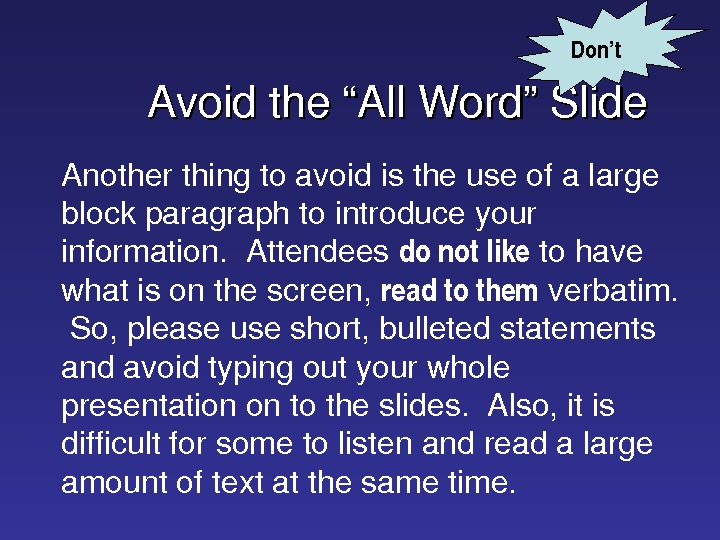 Don't
Avoid the “All Word” Slide
Another thing to avoid is the use of a large
block paragraph to introduce your
information.  Attendees do not like to have
what is on the screen, read to them verbatim.
So, please use short, bulleted statements
and avoid typing out your whole
presentation on to the slides.  Also, it is
difficult for some to listen and read a large
amount of text at the same time.